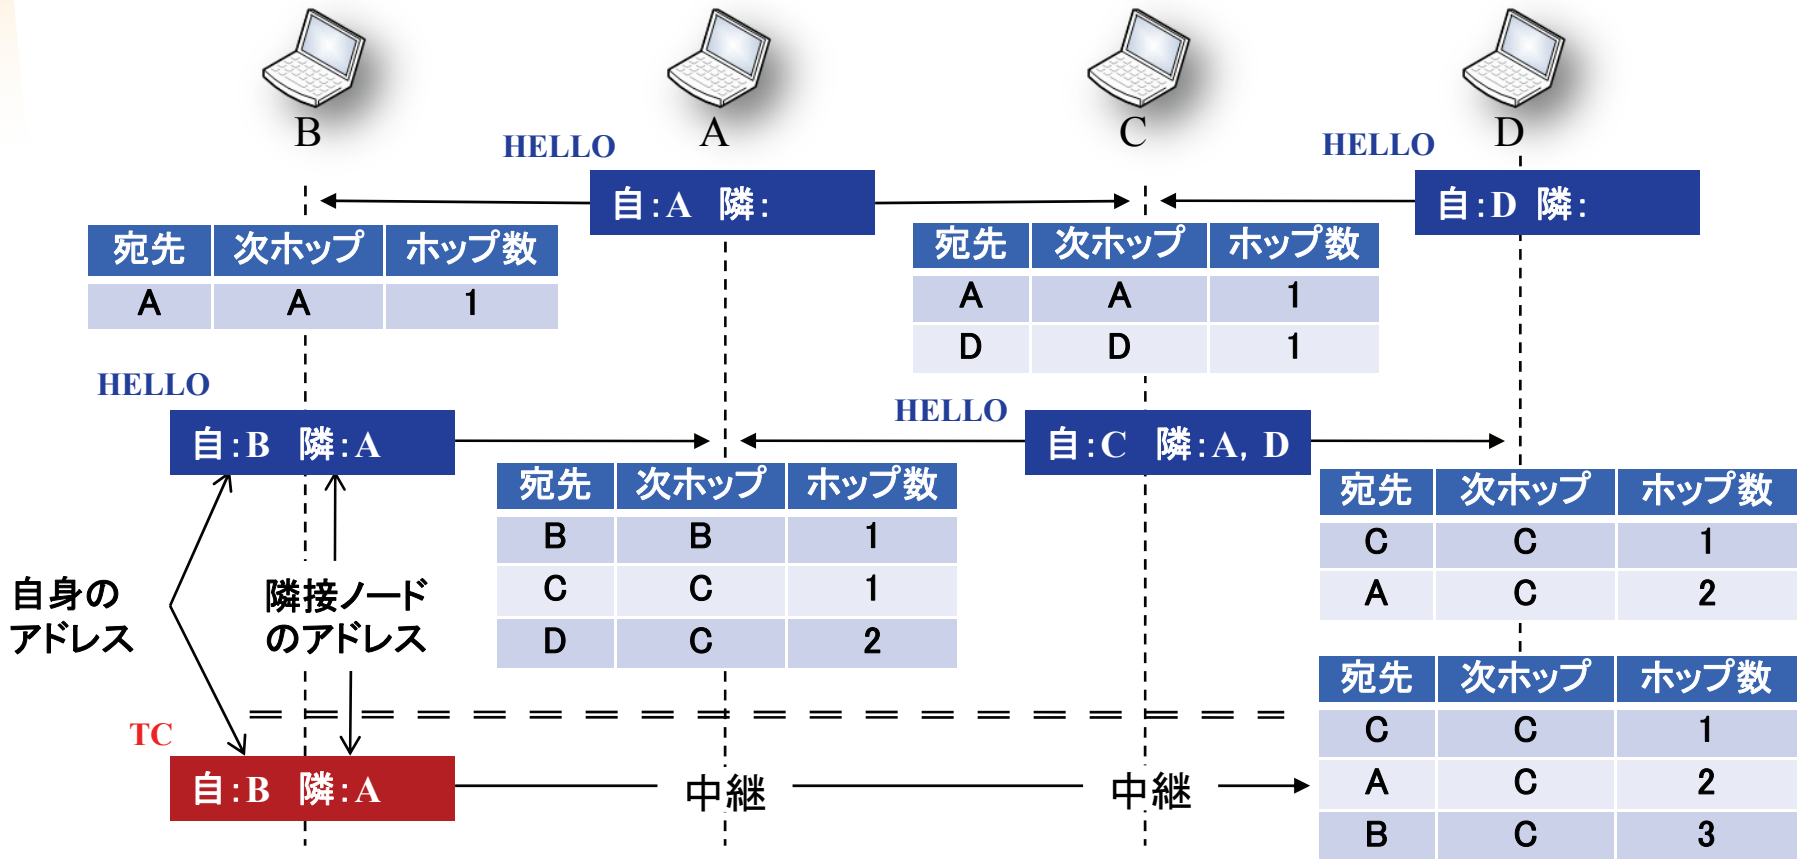 B
A
C
D
HELLO
HELLO
自:A 隣:
自:D 隣:
宛先 次ホップ ホップ数
A A 1
宛先 次ホップ ホップ数
A A 1
D D 1
HELLO
HELLO
自:B 隣:A
自:C 隣:A, D
宛先 次ホップ ホップ数
B B 1
C C 1
D C 2
宛先 次ホップ ホップ数
C C 1
A C 2
自身の
アドレス
隣接ノード
のアドレス
宛先 次ホップ ホップ数
C C 1
A C 2
B C 3
TC
自:B 隣:A
中継
中継